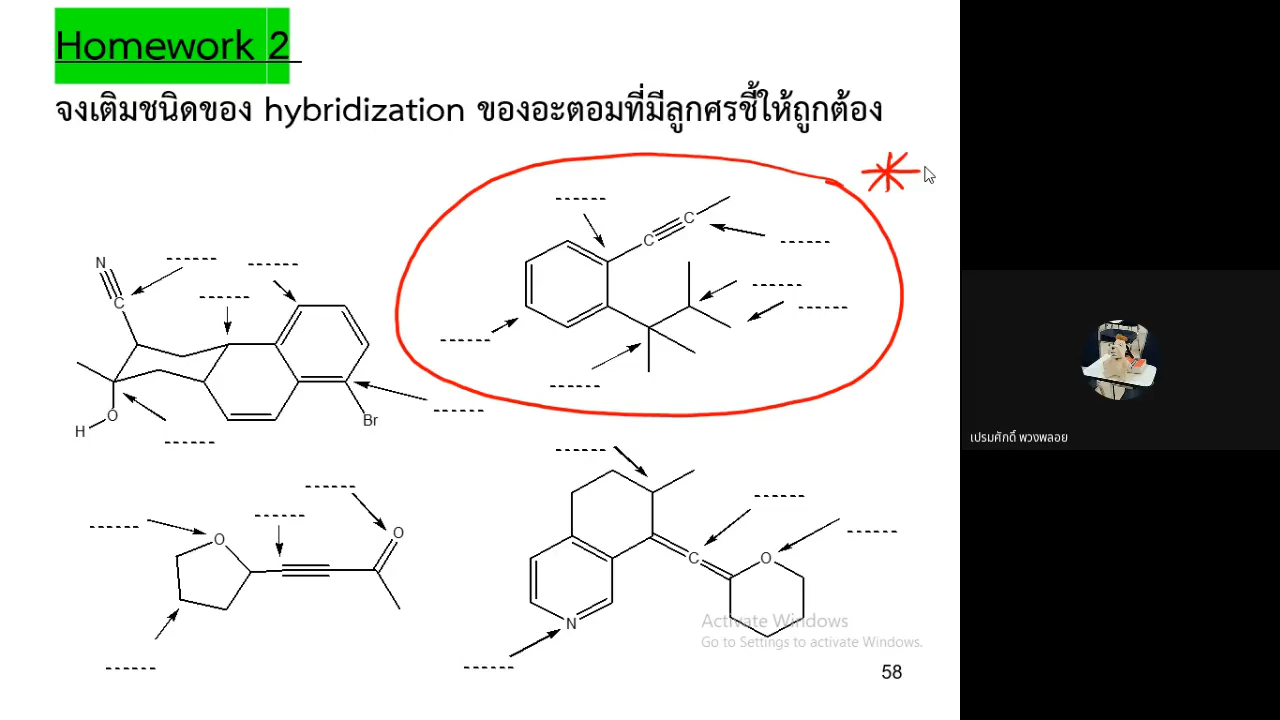 Homework 2
จงเติมชนิดของ hybridization ของอะตอมที่มีลูกศรชี้ให้ถูกต้อง
------
------
C
C
------
N
------
------
------
C
------
------
------
------
O
H
Br
------
------
------
------
------
------
------
------
O
O
C
O
Activate Windows
N
Go to Settings to activate Windows.
------
------
58
เปรมศักดิ์ พวงพลอย